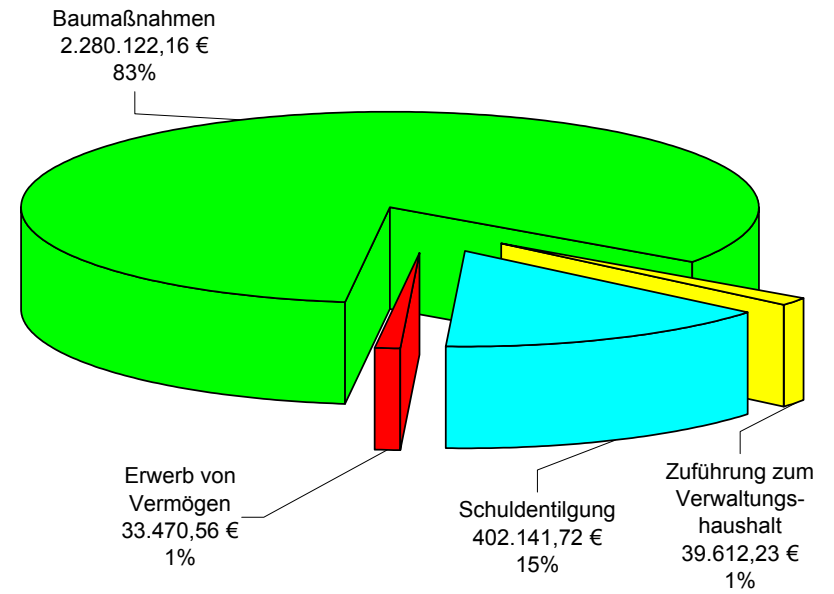 Baumaßnahmen
2.280.122,16 €
83%
Erwerb von
Vermögen
33.470,56 €
1%
Schuldentilgung
402.141,72 €
15%
Zuführung zum
Verwaltungs-
haushalt
39.612,23 €
1%